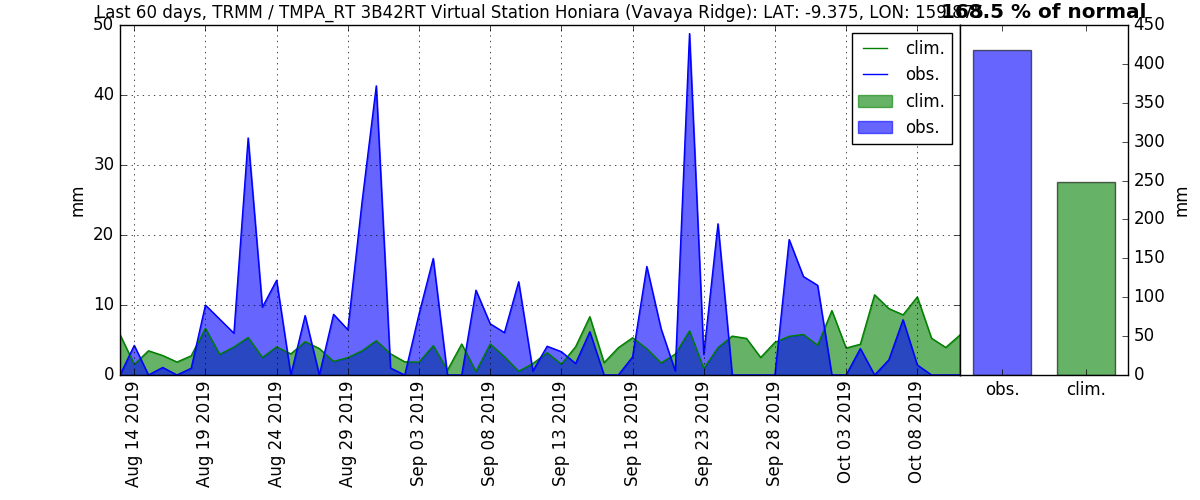 Last 60 days, TRMM / TMPA_RT 3B42RT Virtual Station Honiara (Vavaya Ridge): LAT: -9.375, LON:
168.5 % of normal
50
40
30
20
10
0
mm
clim.
obs.
clim.
obs.
450
400
350
300
250
200
150
100
50
0
mm
Aug 14 2019
Aug 19 2019
Aug 24 2019
Aug 29 2019
Sep 03 2019
Sep 08 2019
Sep 13 2019
Sep 18 2019
Sep 23 2019
Sep 28 2019
Oct 03 2019
Oct 08 2019
obs.
clim.